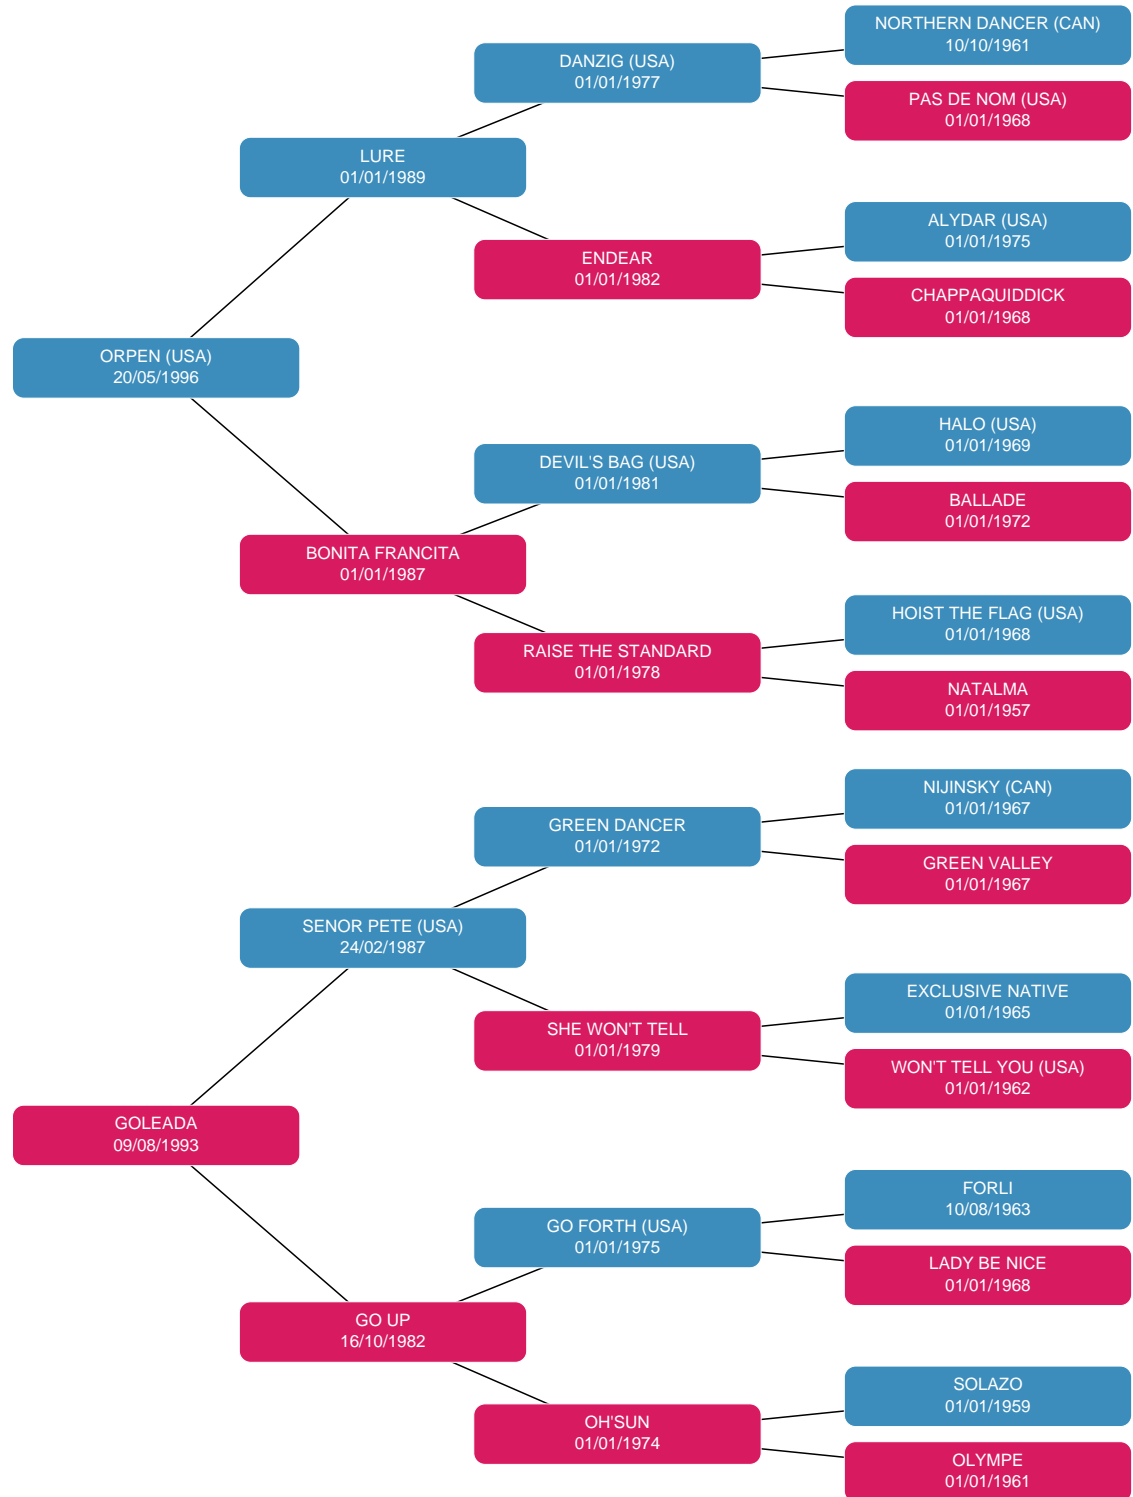 NORTHERN DANCER (CAN)
10/10/1961
DANZIG (USA)
01/01/1977
PAS DE NOM (USA)
01/01/1968
LURE
01/01/1989
ALYDAR (USA)
01/01/1975
ENDEAR
01/01/1982
CHAPPAQUIDDICK
01/01/1968
ORPEN (USA)
20/05/1996
HALO (USA)
01/01/1969
DEVIL'S BAG (USA)
01/01/1981
BALLADE
01/01/1972
BONITA FRANCITA
01/01/1987
HOIST THE FLAG (USA)
01/01/1968
RAISE THE STANDARD
01/01/1978
NATALMA
01/01/1957
NIJINSKY (CAN)
01/01/1967
GREEN DANCER
01/01/1972
GREEN VALLEY
01/01/1967
SENOR PETE (USA)
24/02/1987
EXCLUSIVE NATIVE
01/01/1965
SHE WON'T TELL
01/01/1979
WON'T TELL YOU (USA)
01/01/1962
GOLEADA
09/08/1993
FORLI
10/08/1963
GO FORTH (USA)
01/01/1975
LADY BE NICE
01/01/1968
GO UP
16/10/1982
SOLAZO
01/01/1959
OH'SUN
01/01/1974
OLYMPE
01/01/1961